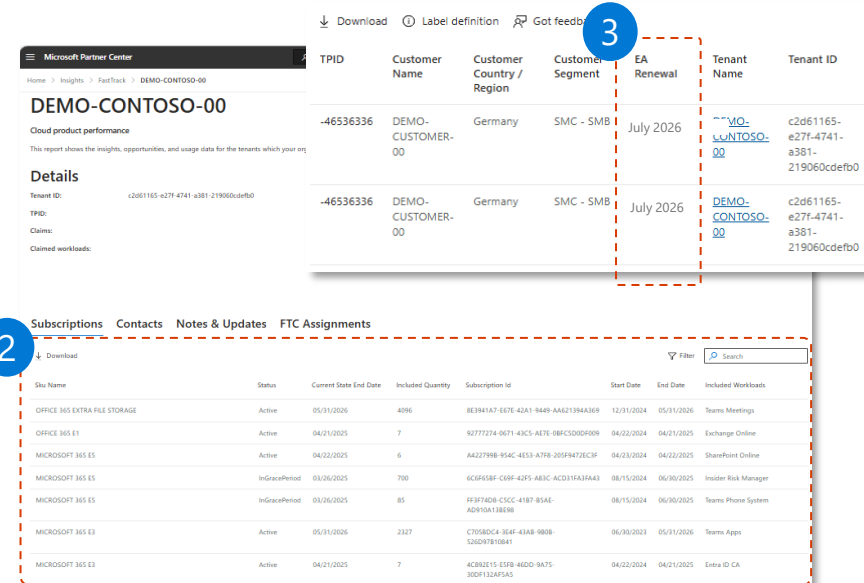 Download Label definition Got feedba
3
TPID Customer Name Customer Country / Region Customer Segment EA Renewal Tenant Name Tenant ID
-46536336 DEMO-CUSTOMER-00 Germany SMC - SMB July 2026 DEMO-CONTOSO-00 c2d61165-e27f-4741-a381-219060cdefb0
-46536336 DEMO-CUSTOMER-00 Germany SMC - SMB July 2026 DEMO-CONTOSO-00 c2d61165-e27f-4741-a381-219060cdefb0
Microsoft Partner Center
Home > Insights > FastTrack > DEMO-CONTOSO-00
DEMO-CONTOSO-00
Cloud product performance
This report shows the insights, opportunities, and usage data for the tenants which your org
Details
Tenant ID: c2d61165-e27f-4741-a381-219060cdefb0
TPID:
Claims:
Claimed workloads:
Subscriptions Contacts Notes & Updates FTC Assignments
2
Download Filter Search
Sku Name Status Current State End Date Included Quantity Subscription Id Start Date End Date Included Workloads
OFFICE 365 EXTRA FILE STORAGE Active 05/31/2026 4096 8E3941A7-E67E-42A1-9449-AA621394A369 12/31/2024 05/31/2026 Teams Meetings
OFFICE 365 E1 Active 04/21/2025 7 92777274-0671-43C5-AE7E-0BFC5D0DF009 04/22/2024 04/21/2025 Exchange Online
MICROSOFT 365 E5 Active 04/22/2025 6 A422799B-954C-4E53-A7FB-205F9472EC3F 04/23/2024 04/22/2025 SharePoint Online
MICROSOFT 365 E5 InGracePeriod 03/26/2025 700 6C6F65BF-C69F-42F5-A83C-ACD31FA3FA43 08/15/2024 06/30/2025 Insider Risk Manager
MICROSOFT 365 E5 InGracePeriod 03/26/2025 85 FF3F74D8-C5CC-41B7-B5AE-AD910A13BE9B 08/15/2024 06/30/2025 Teams Phone System
MICROSOFT 365 E3 Active 05/31/2026 2327 C705BDC4-3E4F-43AB-9B0B-526D97B10B41 06/30/2023 05/31/2026 Teams Apps
MICROSOFT 365 E3 Active 04/21/2025 7 4C892E15-E5FB-46DD-9A75-30DF132AF5A5 04/22/2024 04/21/2025 Entra ID CA